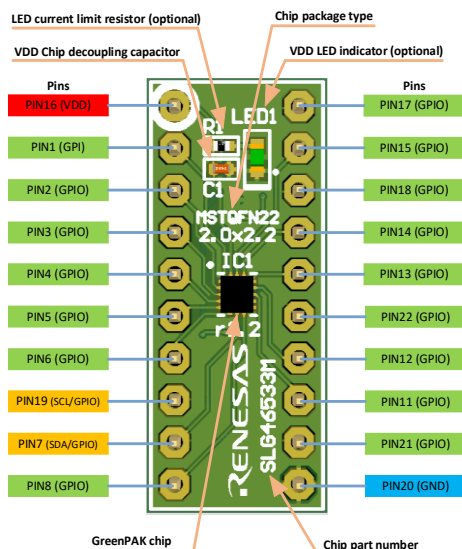 LED current limit resistor (optional)
Chip package type
VDD Chip decoupling capacitor
VDD LED indicator (optional)
Pins
Pins
PIN16 (VDD)
PIN17 (GPIO)
PIN1 (GPI)
PIN15 (GPIO)
PIN2 (GPIO)
PIN18 (GPIO)
PIN3 (GPIO)
PIN14 (GPIO)
PIN4 (GPIO)
PIN13 (GPIO)
PIN5 (GPIO)
PIN22 (GPIO)
PIN6 (GPIO)
PIN12 (GPIO)
PIN19 (SCL/GPIO)
PIN11 (GPIO)
PIN7 (SDA/GPIO)
PIN21 (GPIO)
PIN8 (GPIO)
PIN20 (GND)
R1
LED1
C1
MSTQFN22
2.0x2.2
IC1
RENESAS
SLG46533M
GreenPAK chip
Chip part number